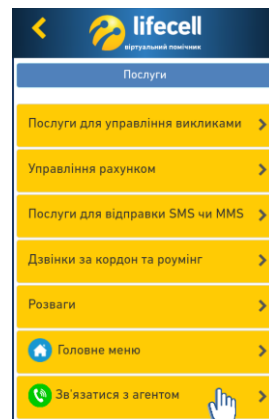 lifecell
віртуальний помічник
Послуги
Послуги для управління викликами
Управління рахунком
Послуги для відправки SMS чи MMS
Дзвінки за кордон та роумінг
Розваги
Головне меню
Зв'язатися з агентом